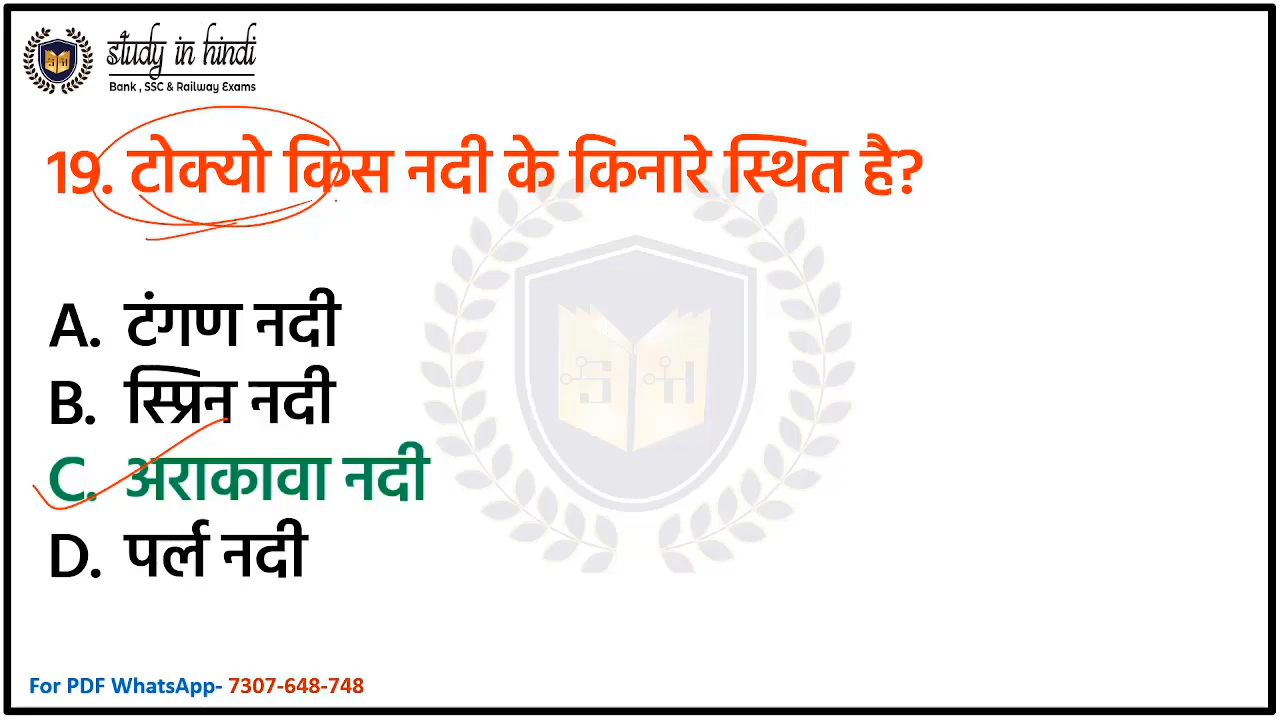 study in hindi
Bank , SSC & Railway Exams
19. टोक्यो किस नदी के किनारे स्थित है?
A. टंगण नदी
B. स्प्रिन नदी
C. अराकावा नदी
D. पर्ल नदी
For PDF WhatsApp- 7307-648-748